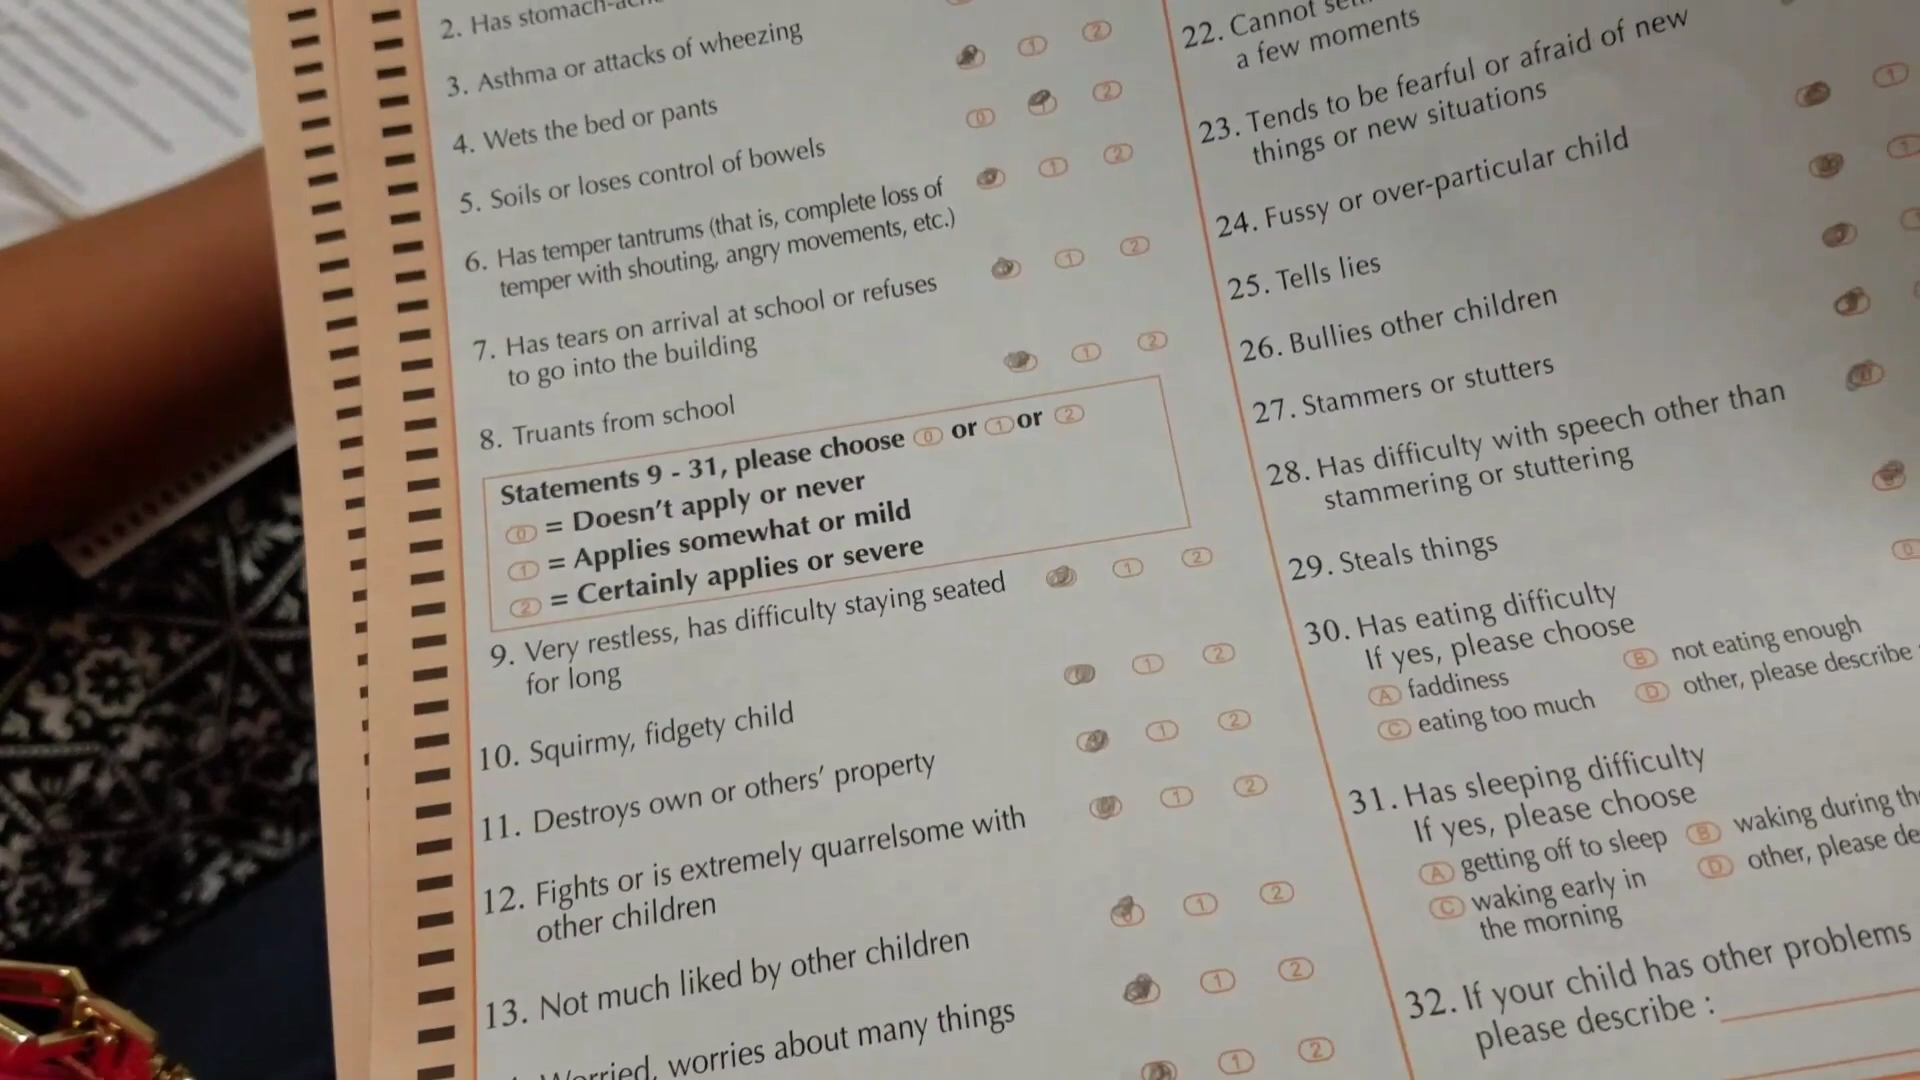 2. Has
3. Asthma or attacks of wheezing
4. Wets the bed or pants
5. Soils or loses control of bowels
6. Has temper tantrums (that is, complete loss of
temper with shouting, angry movements, etc.)
7. Has tears on arrival at school or refuses
to go into the building
8. Truants from school
Statements 9 - 31, please choose 0 or 1 or 2
0 = Doesn't apply or never
1 = Applies somewhat or mild
2 = Certainly applies or severe
9. Very restless, has difficulty staying seated
for long
10. Squirmy, fidgety child
11. Destroys own or others' property
12. Fights or is extremely quarrelsome with
other children
13. Not much liked by other children
worries about many things
22. Cannot
a few moments
23. Tends to be fearful or afraid of new
things or new situations
24. Fussy or over-particular child
25. Tells lies
26. Bullies other children
27. Stammers or stutters
28. Has difficulty with speech other than
stammering or stuttering
29. Steals things
30. Has eating difficulty
If yes, please choose
A faddiness B not eating enough
C eating too much D other, please describe
31. Has sleeping difficulty
If yes, please choose
A getting off to sleep B waking during
C waking early in D other, please
the morning
32. If your child has other problems
please describe :